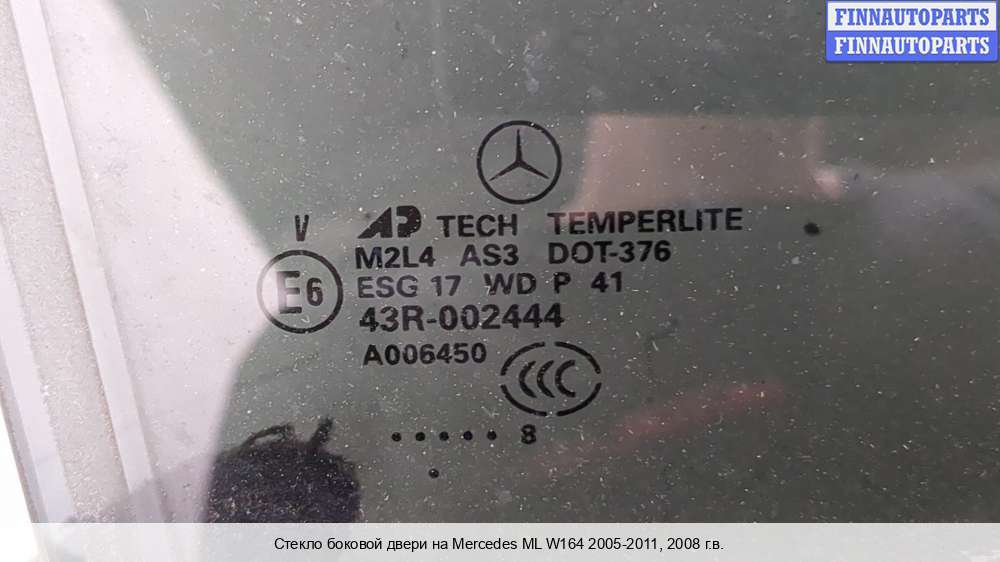 FINNAUTOPARTS
FINNAUTOPARTS
V
AP TECH TEMPERLITE
M2L4 AS3 DOT-376
E6
ESG 17 WD P 41
43R-002444
A006450
CCC
. . . . . 8
.
Стекло боковой двери на Mercedes ML W164 2005-2011, 2008 г.в.